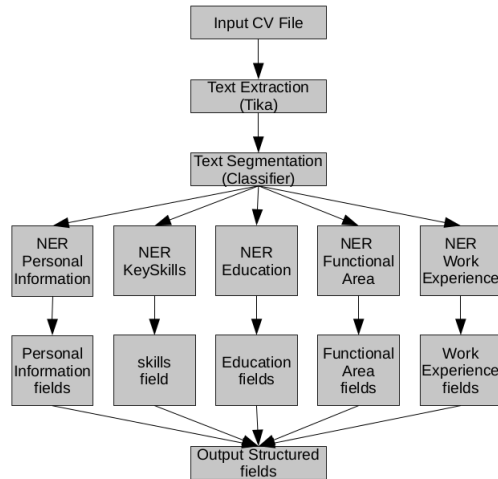 Input CV File
Text Extraction
(Tika)
Text Segmentation
(Classifier)
NER
Personal
Information
NER
KeySkills
NER
Education
NER
Functional
Area
NER
Work
Experience
Personal
Information
fields
skills
field
Education
fields
Functional
Area
fields
Work
Experience
fields
Output Structured
fields